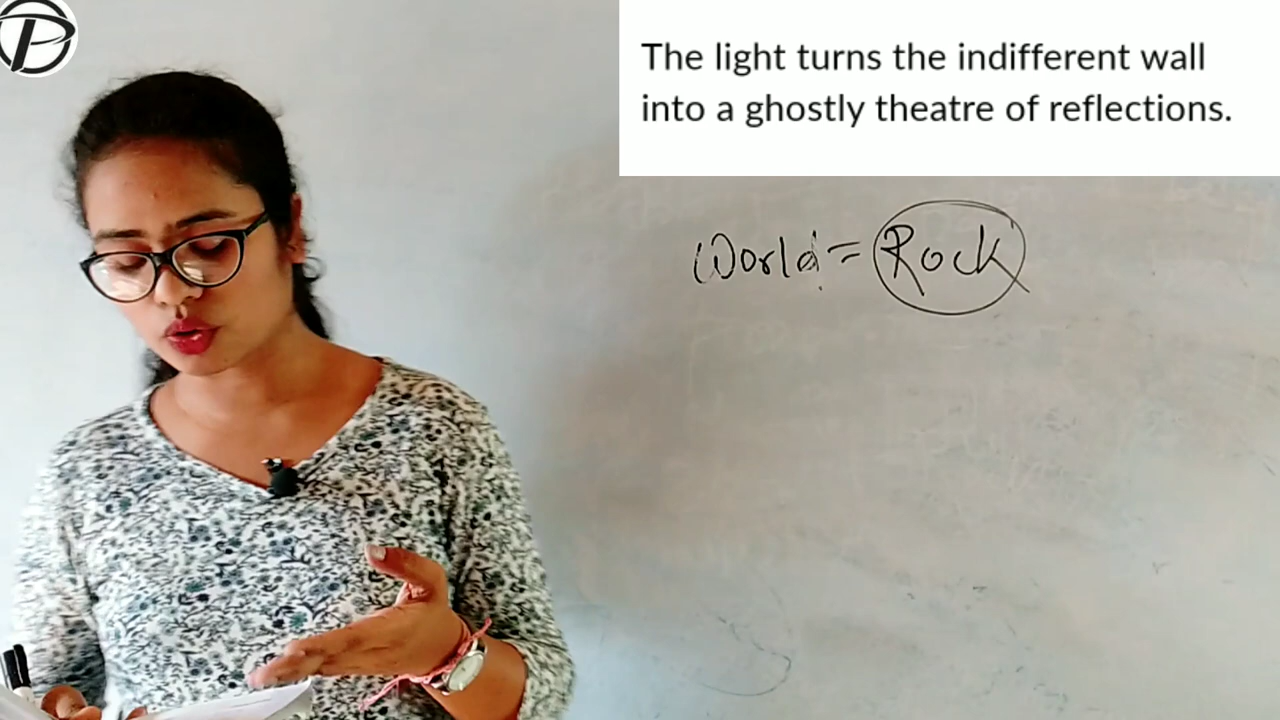 P
The light turns the indifferent wall
into a ghostly theatre of reflections.
World = Rock